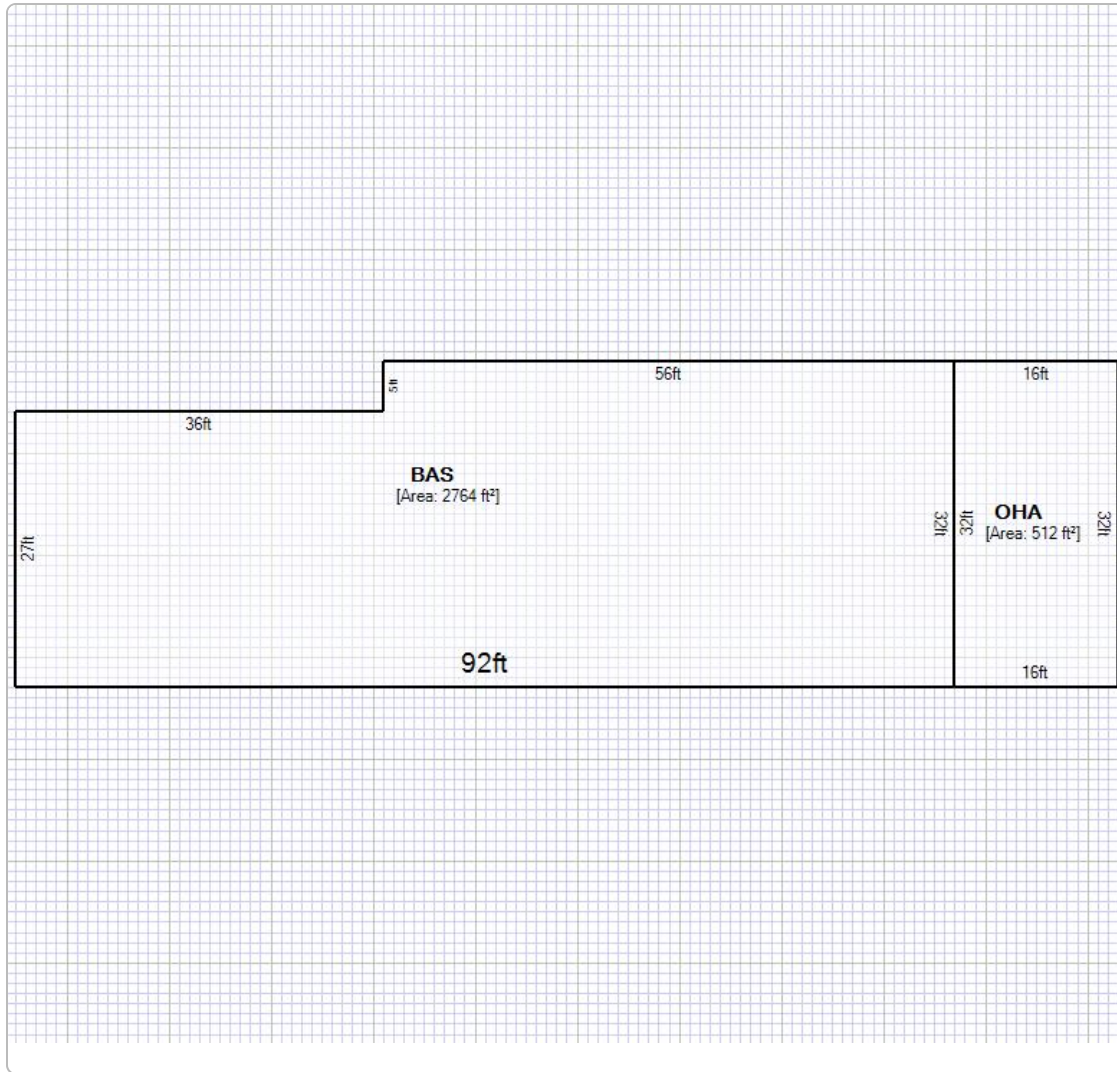 56ft
16ft
5ft
36ft
BAS
[Area: 2764 ft²]
27ft
32ft
32ft
OHA
[Area: 512 ft²]
32ft
92ft
16ft